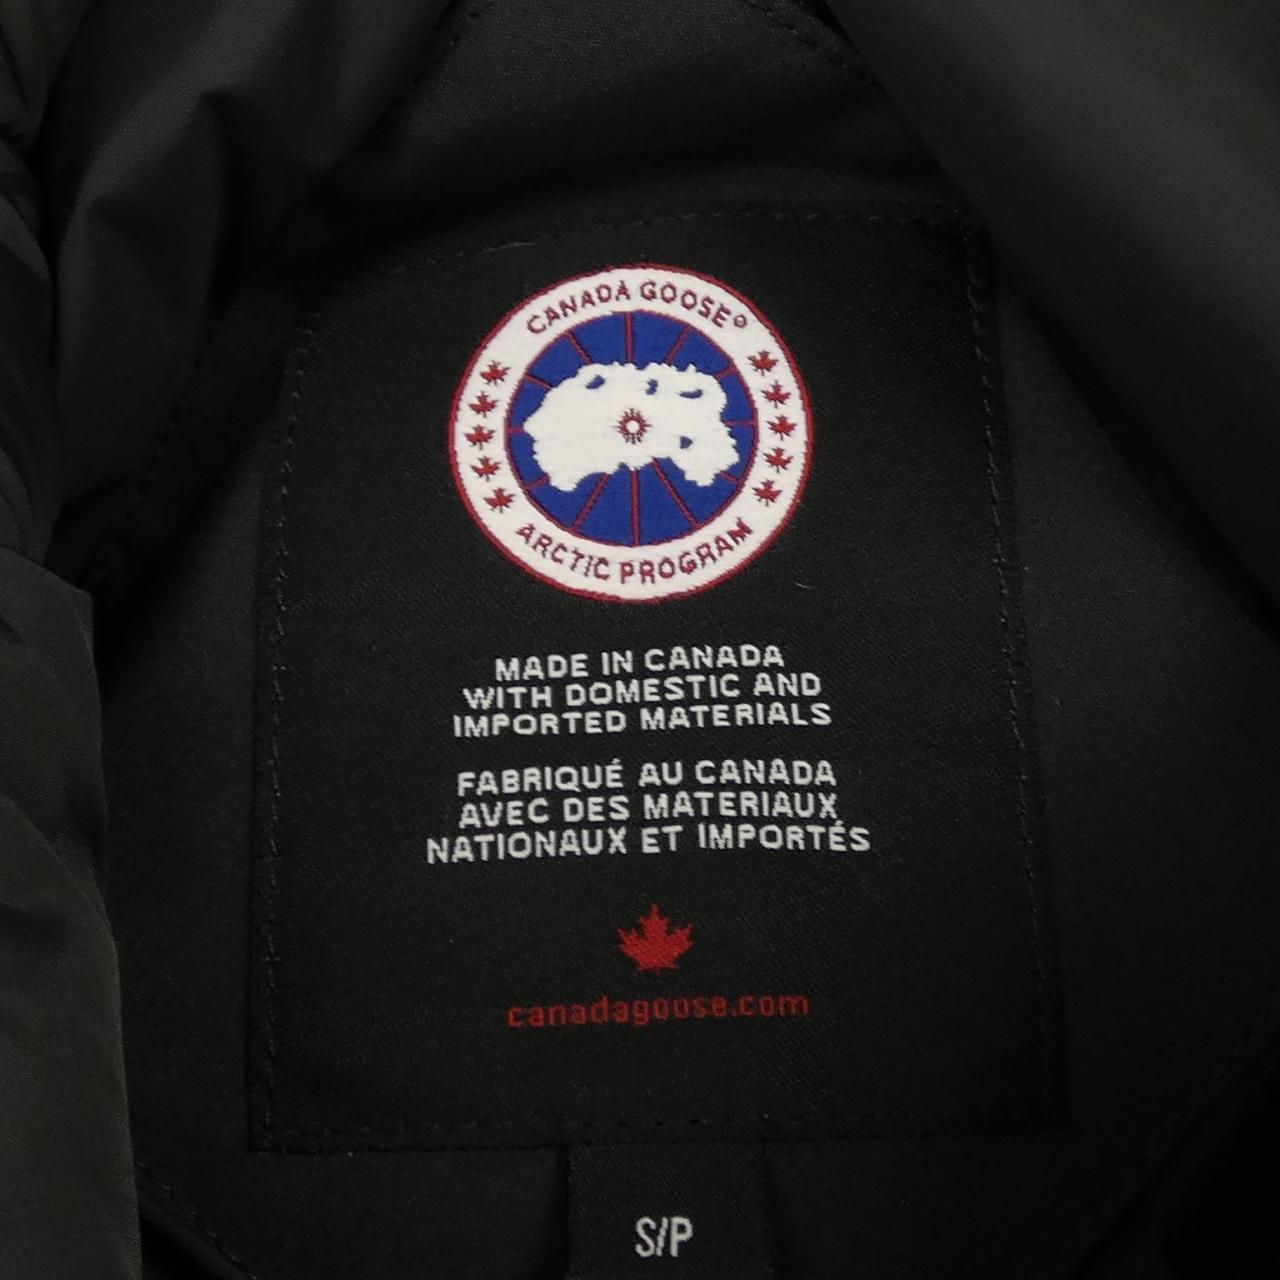 CANADA GOOSE®
ARCTIC PROGRAM
MADE IN CANADA
WITH DOMESTIC AND
IMPORTED MATERIALS
FABRIQUÉ AU CANADA
AVEC DES MATERIAUX
NATIONAUX ET IMPORTÉS
canadagoose.com
S/P